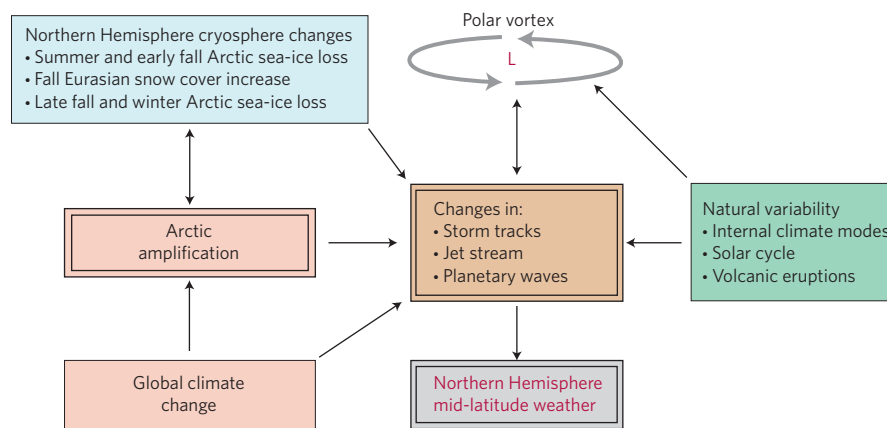 Northern Hemisphere cryosphere changes
• Summer and early fall Arctic sea-ice loss
• Fall Eurasian snow cover increase
• Late fall and winter Arctic sea-ice loss
Polar vortex
L
Arctic
amplification
Changes in:
• Storm tracks
• Jet stream
• Planetary waves
Natural variability
• Internal climate modes
• Solar cycle
• Volcanic eruptions
Global climate
change
Northern Hemisphere
mid-latitude weather